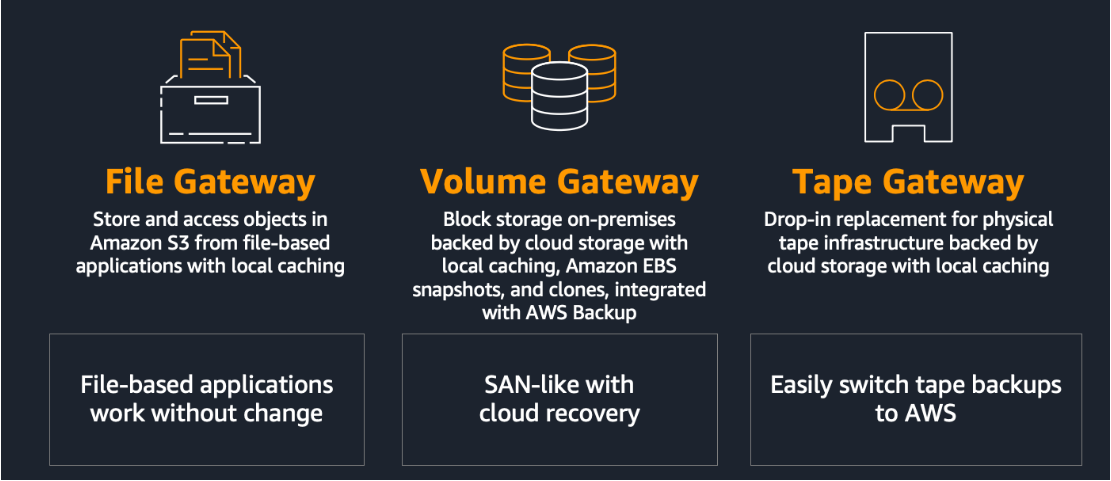 File Gateway
Store and access objects in
Amazon S3 from file-based
applications with local caching
File-based applications
work without change
Volume Gateway
Block storage on-premises
backed by cloud storage with
local caching, Amazon EBS
snapshots, and clones, integrated
with AWS Backup
SAN-like with
cloud recovery
Tape Gateway
Drop-in replacement for physical
tape infrastructure backed by
cloud storage with local caching
Easily switch tape backups
to AWS